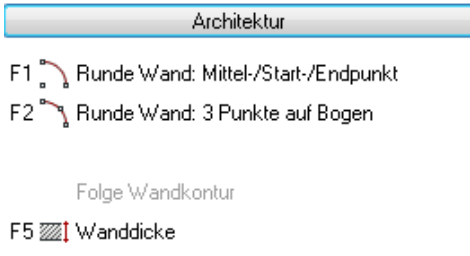 Architektur
F1 Runde Wand: Mittel-/Start-/Endpunkt
F2 Runde Wand: 3 Punkte auf Bogen
Folge Wandkontur
F5 Wanddicke